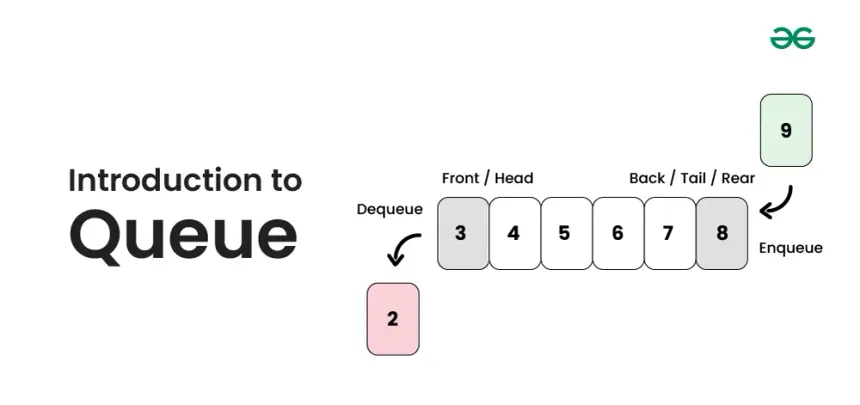 Introduction to
Queue
9
Front / Head
Back / Tail / Rear
Dequeue
3 4 5 6 7 8
Enqueue
2